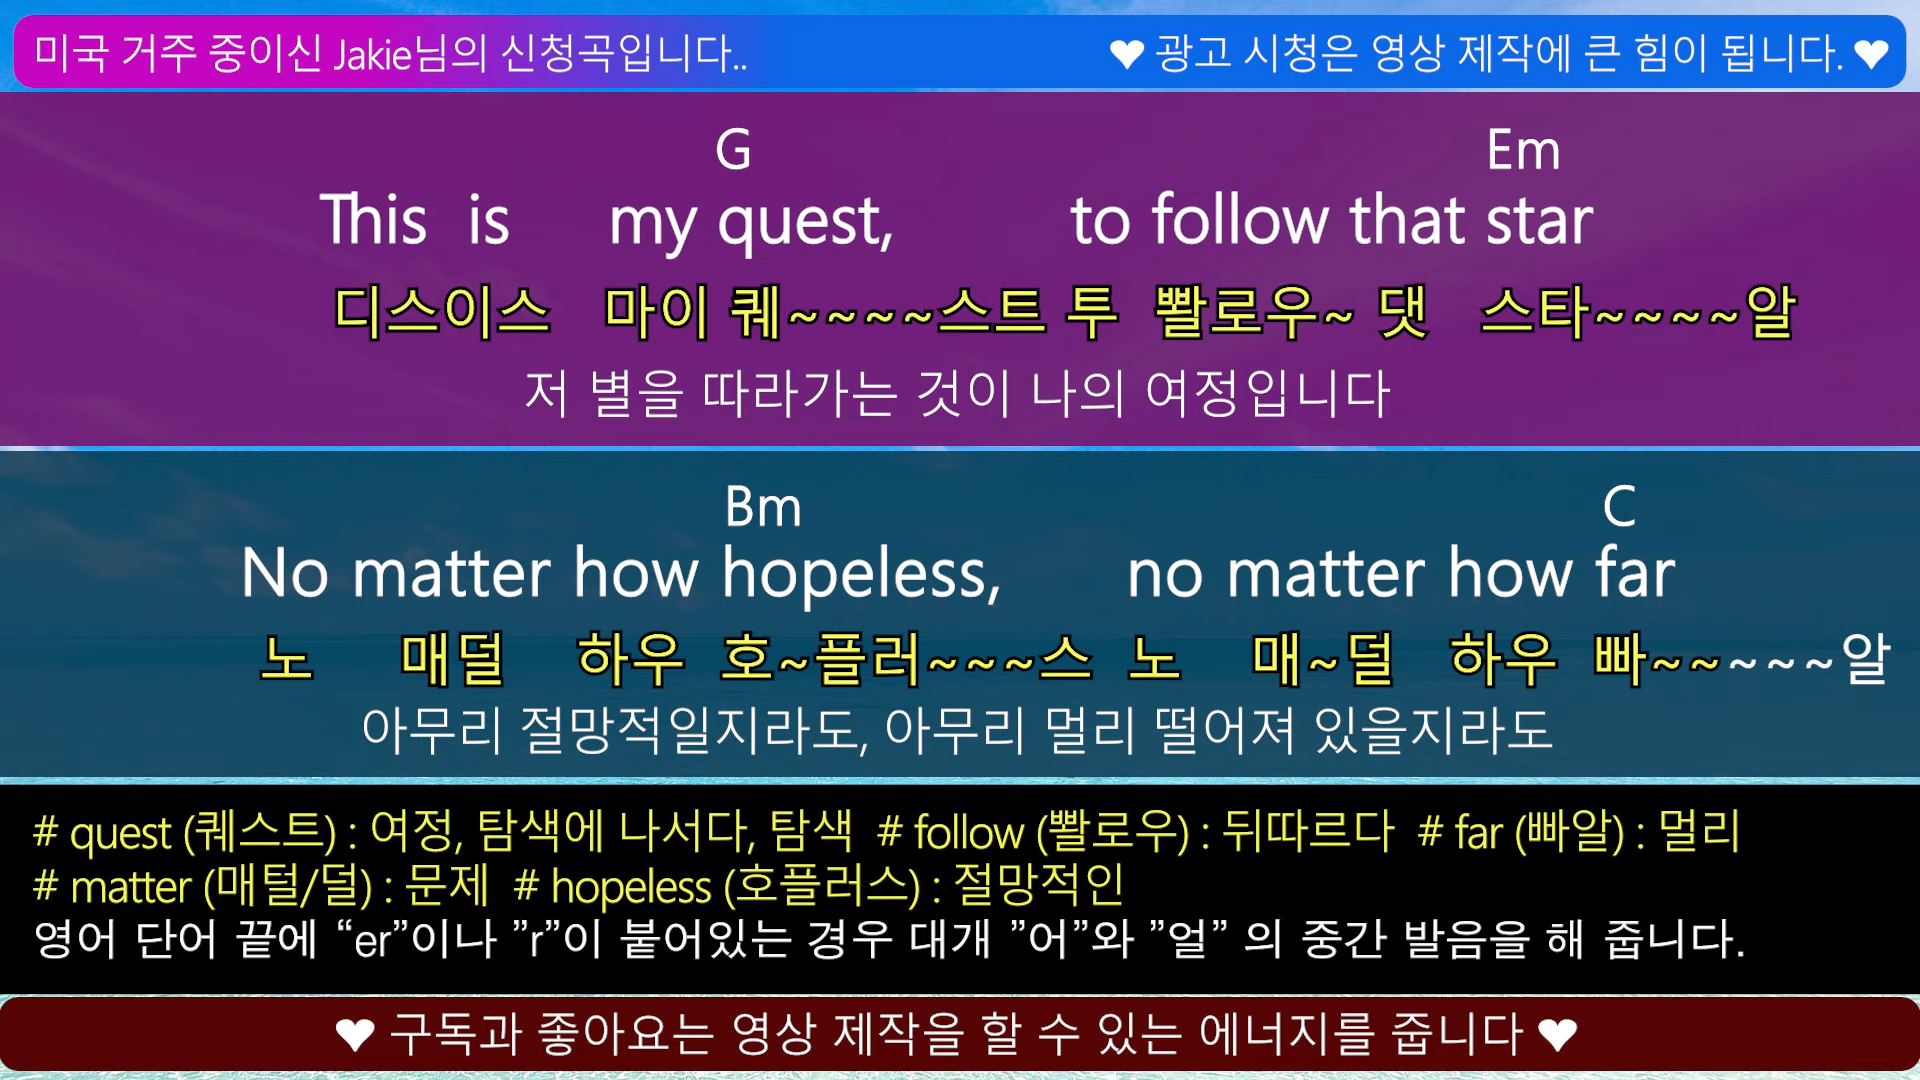 미국 거주 중이신 Jakie님의 신청곡입니다..
♥ 광고 시청은 영상 제작에 큰 힘이 됩니다. ♥
G Em
This is my quest, to follow that star
디스이스 마이 퀘~~~~스트 투 빨로우~ 댓 스타~~~~알
저 별을 따라가는 것이 나의 여정입니다
Bm C
No matter how hopeless, no matter how far
노 매덜 하우 호~플러~~~스 노 매~덜 하우 빠~~~~~알
아무리 절망적일지라도, 아무리 멀리 떨어져 있을지라도
# quest (퀘스트) : 여정, 탐색에 나서다, 탐색 # follow (빨로우) : 뒤따르다 # far (빠알) : 멀리
# matter (매털/덜) : 문제 # hopeless (호플러스) : 절망적인
영어 단어 끝에 “er”이나 ”r”이 붙어있는 경우 대개 ”어”와 ”얼” 의 중간 발음을 해 줍니다.
♥ 구독과 좋아요는 영상 제작을 할 수 있는 에너지를 줍니다 ♥